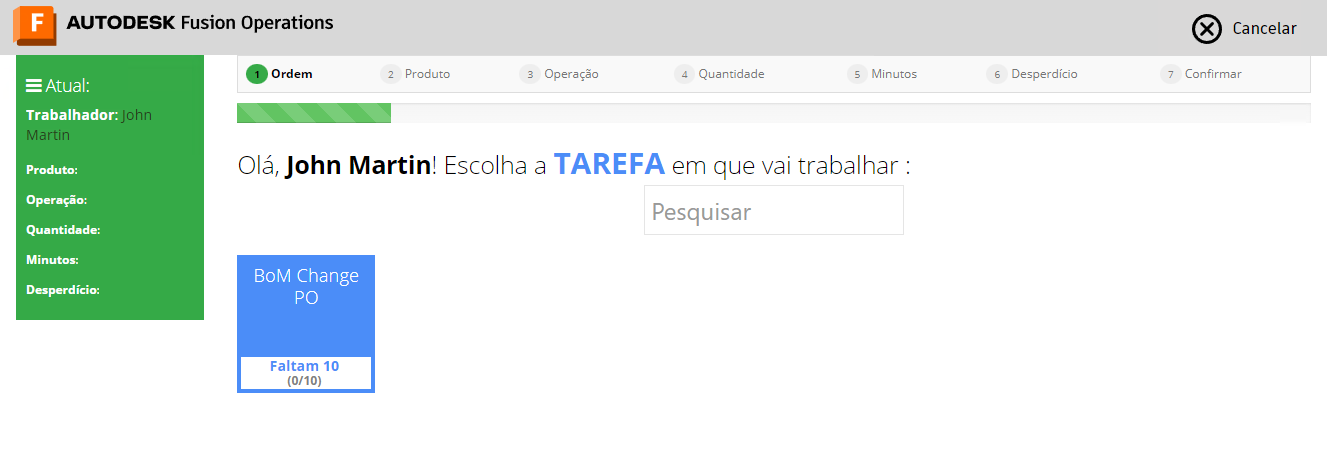 F AUTODESK Fusion Operations
Cancelar
Atual:
Trabalhador: John
Martin
Produto:
Operação:
Quantidade:
Minutos:
Desperdício:
1 Ordem 2 Produto 3 Operação 4 Quantidade 5 Minutos 6 Desperdício 7 Confirmar
Olá, John Martin! Escolha a TAREFA em que vai trabalhar :
Pesquisar
BoM Change
PO
Faltam 10
(0/10)